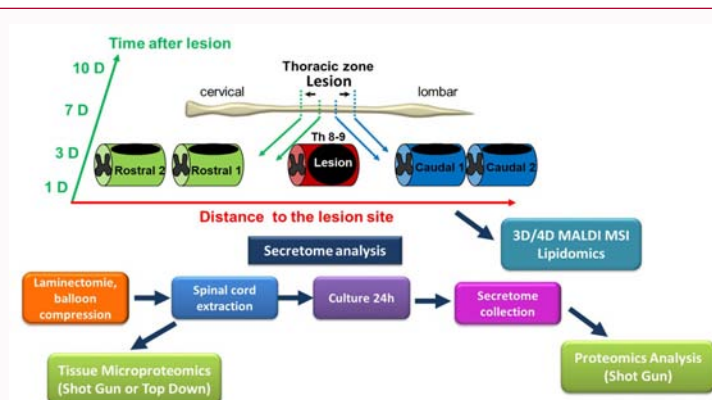 Time after lesion
10 D
7 D
3 D
1 D
Thoracic zone
Lesion
cervical
lombar
Th 8-9
Rostral 2
Rostral 1
Lesion
Caudal 1
Caudal 2
Distance to the lesion site
3D/4D MALDI MSI
Lipidomics
Secretome analysis
Laminectomie,
balloon
compression
Spinal cord
extraction
Culture 24h
Secretome
collection
Tissue Microproteomics
(Shot Gun or Top Down)
Proteomics Analysis
(Shot Gun)